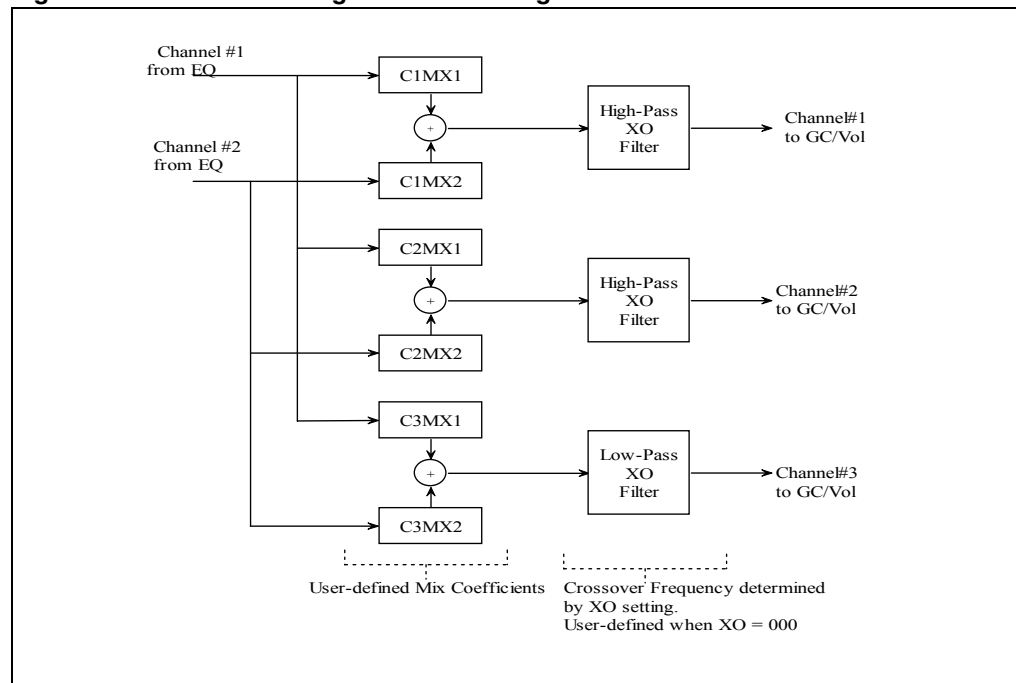 Channel #1
from EQ
C1MX1
+
High-Pass
XO
Filter
Channel#1
to GC/Vol
Channel #2
from EQ
C1MX2
C2MX1
+
High-Pass
XO
Filter
Channel#2
to GC/Vol
C2MX2
C3MX1
+
Low-Pass
XO
Filter
Channel#3
to GC/Vol
C3MX2
User-defined Mix Coefficients
Crossover Frequency determined
by XO setting.
User-defined when XO = 000